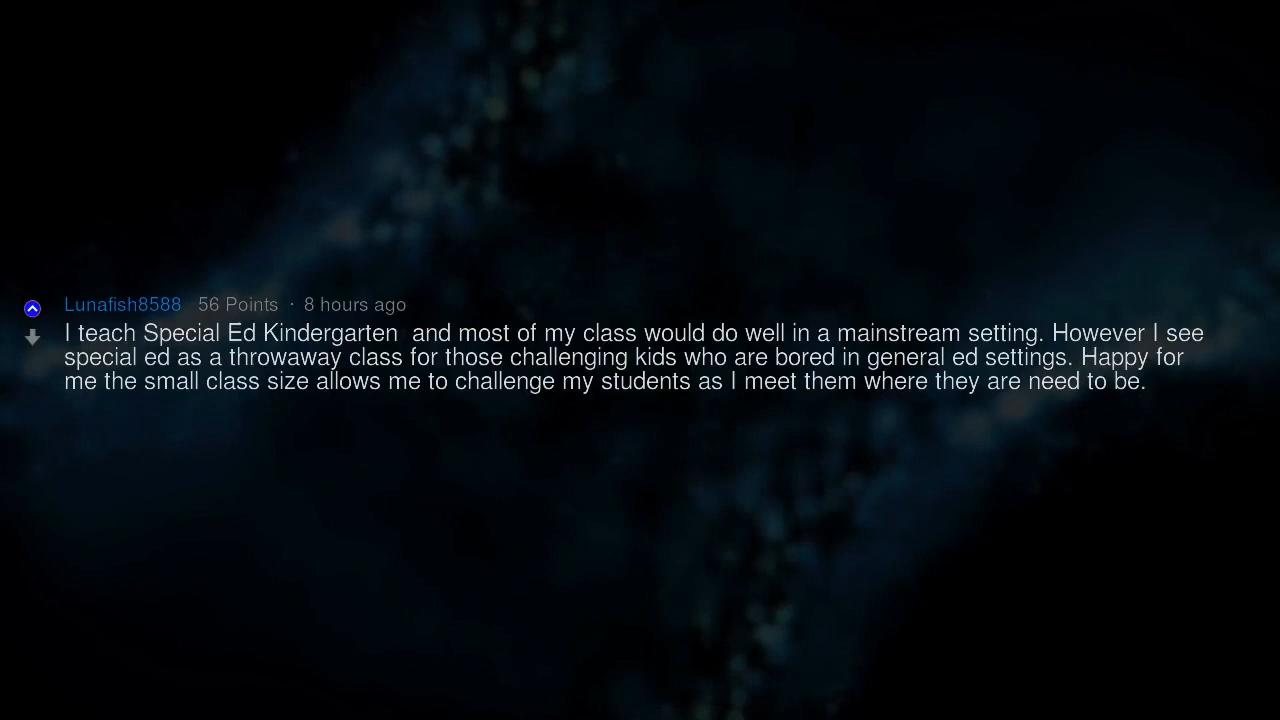 Lunafish8588 56 Points · 8 hours ago
I teach Special Ed Kindergarten  and most of my class would do well in a mainstream setting. However I see
special ed as a throwaway class for those challenging kids who are bored in general ed settings. Happy for
me the small class size allows me to challenge my students as I meet them where they are need to be.